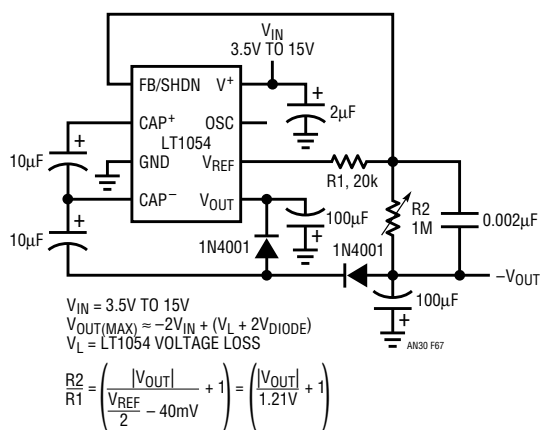 V_IN
3.5V TO 15V
FB/SHDN
V+
+
2µF
CAP+
OSC
LT1054
+
10µF
GND
V_REF
R1, 20k
CAP−
V_OUT
+
10µF
100µF
+
R2
1M
0.002µF
1N4001
1N4001
−V_OUT
100µF
+
AN30 F67
V_IN = 3.5V TO 15V
V_OUT(MAX) ≈ −2V_IN + (V_L + 2V_DIODE)
V_L = LT1054 VOLTAGE LOSS
R2/R1 = (|V_OUT|/(V_REF/2 − 40mV) + 1) = (|V_OUT|/1.21V + 1)